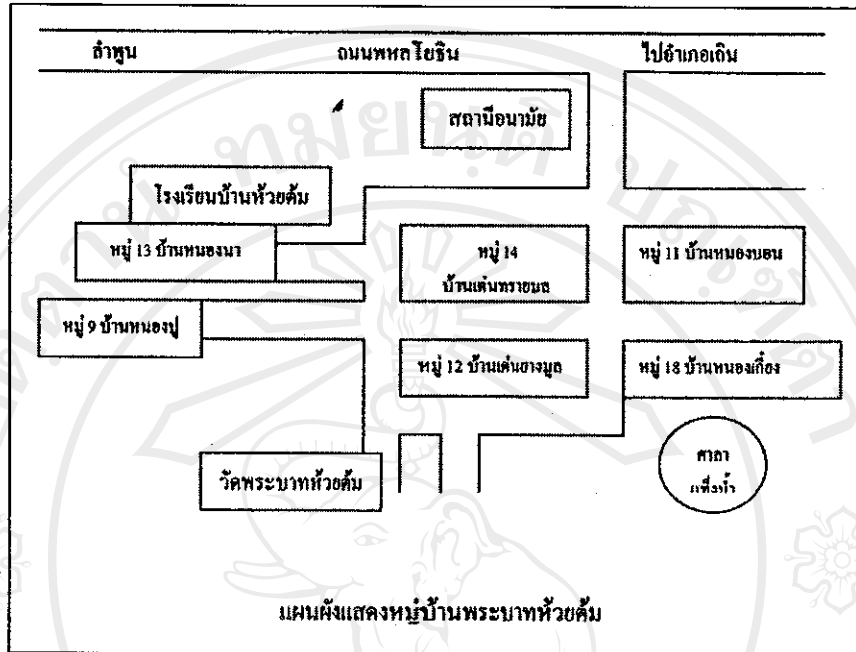 ลำพูน ถนนพหลโยธิน ไปอำเภอเถิน
สถานีอนามัย
โรงเรียนบ้านห้วยต้ม
หมู่ 13 บ้านหนองนา
หมู่ 14
บ้านเด่นทรายมูล
หมู่ 11 บ้านหนองบอน
หมู่ 9 บ้านหนองปู
หมู่ 12 บ้านเด่นยางมูล
หมู่ 18 บ้านหนองเกี๋ยง
วัดพระบาทห้วยต้ม
ศาลา
แผนผังแสดงหมู่บ้านพระบาทห้วยต้ม